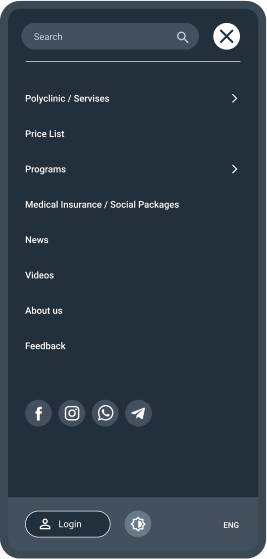 Search
Polyclinic / Servises
Price List
Programs
Medical Insurance / Social Packages
News
Videos
About us
Feedback
Login
ENG